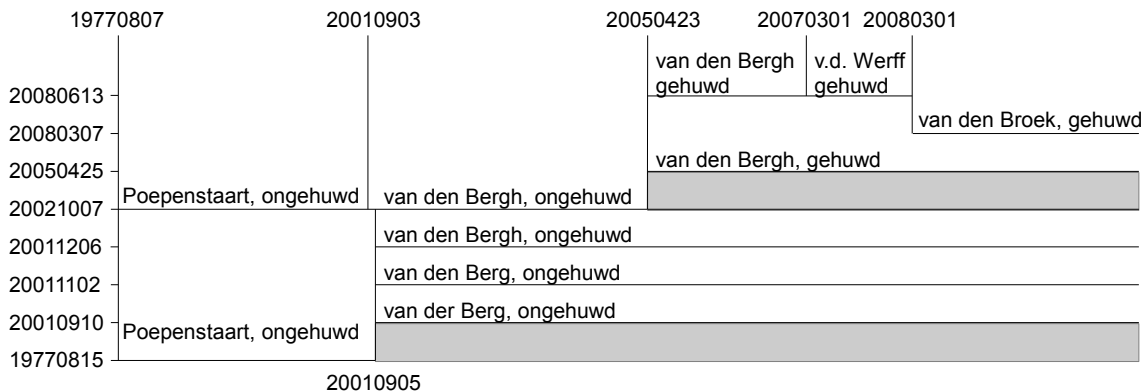 19770807 20010903 20050423 20070301 20080301
van den Bergh v.d. Werff
gehuwd gehuwd
20080613
van den Broek, gehuwd
20080307
van den Bergh, gehuwd
20050425
Poepenstaart, ongehuwd van den Bergh, ongehuwd
20021007
van den Bergh, ongehuwd
20011206
van den Berg, ongehuwd
20011102
van der Berg, ongehuwd
20010910
Poepenstaart, ongehuwd
19770815
20010905